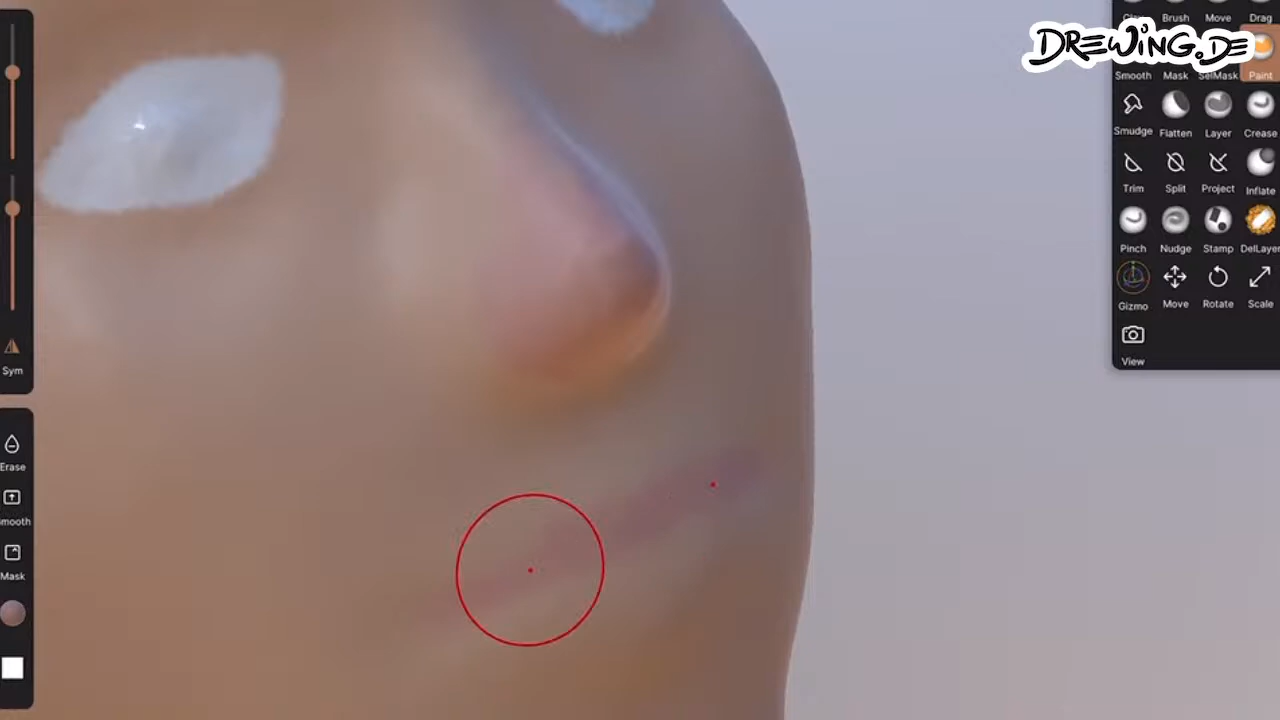 DREWING.DE
Clay Brush Move Drag
Smooth Mask SelMask Paint
Smudge Flatten Layer Crease
Trim Split Project Inflate
Pinch Nudge Stamp DelLayer
Gizmo Move Rotate Scale
View
Sym
Erase
Smooth
Mask